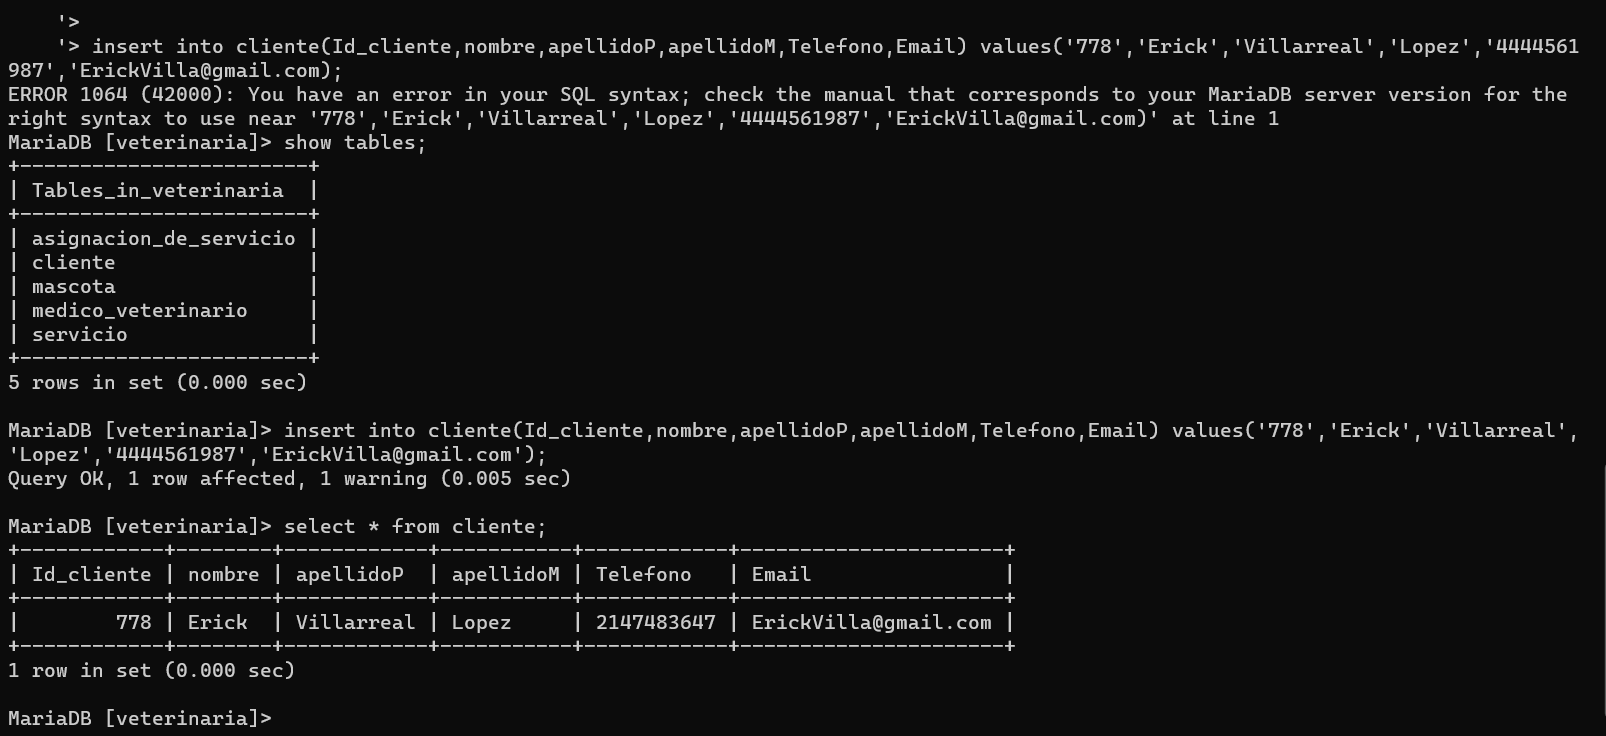 '>
'> insert into cliente(Id_cliente,nombre,apellidoP,apellidoM,Telefono,Email) values('778','Erick','Villarreal','Lopez','4444561
987','ErickVilla@gmail.com);
ERROR 1064 (42000): You have an error in your SQL syntax; check the manual that corresponds to your MariaDB server version for the
right syntax to use near '778','Erick','Villarreal','Lopez','4444561987','ErickVilla@gmail.com)' at line 1
MariaDB [veterinaria]> show tables;
+------------------------+
| Tables_in_veterinaria  |
+------------------------+
| asignacion_de_servicio |
| cliente                |
| mascota                |
| medico_veterinario     |
| servicio               |
+------------------------+
5 rows in set (0.000 sec)

MariaDB [veterinaria]> insert into cliente(Id_cliente,nombre,apellidoP,apellidoM,Telefono,Email) values('778','Erick','Villarreal',
'Lopez','4444561987','ErickVilla@gmail.com');
Query OK, 1 row affected, 1 warning (0.005 sec)

MariaDB [veterinaria]> select * from cliente;
+------------+--------+------------+-----------+------------+----------------------+
| Id_cliente | nombre | apellidoP  | apellidoM | Telefono   | Email                |
+------------+--------+------------+-----------+------------+----------------------+
|        778 | Erick  | Villarreal | Lopez     | 2147483647 | ErickVilla@gmail.com |
+------------+--------+------------+-----------+------------+----------------------+
1 row in set (0.000 sec)

MariaDB [veterinaria]>